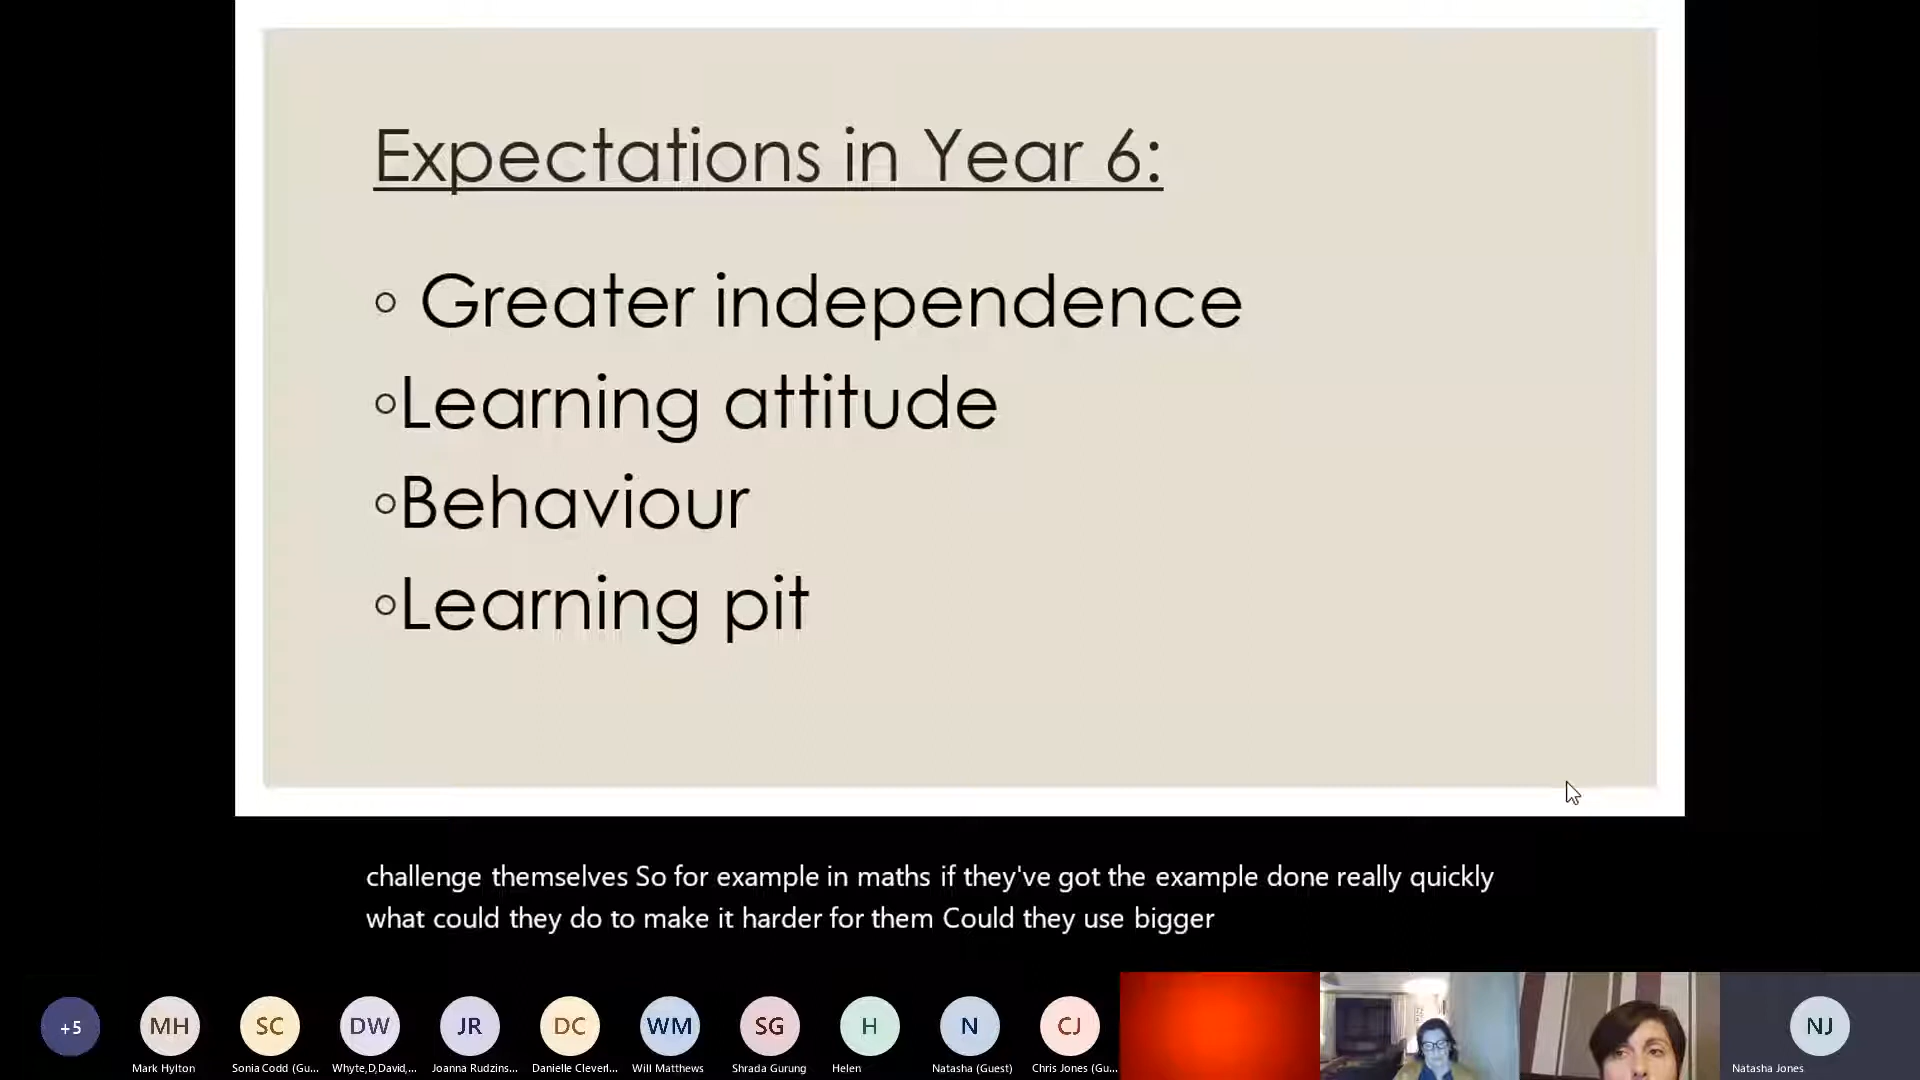 Expectations in Year 6:
◦ Greater independence
◦Learning attitude
◦Behaviour
◦Learning pit
challenge themselves So for example in maths if they've got the example done really quickly
what could they do to make it harder for them Could they use bigger
+5
MH
SC
DW
JR
DC
WM
SG
H
N
CJ
NJ
Mark Hylton
Sonia Codd (Gu...
Whyte,D,David,...
Joanna Rudzins...
Danielle Cleverl...
Will Matthews
Shrada Gurung
Helen
Natasha (Guest)
Chris Jones (Gu...
Natasha Jones